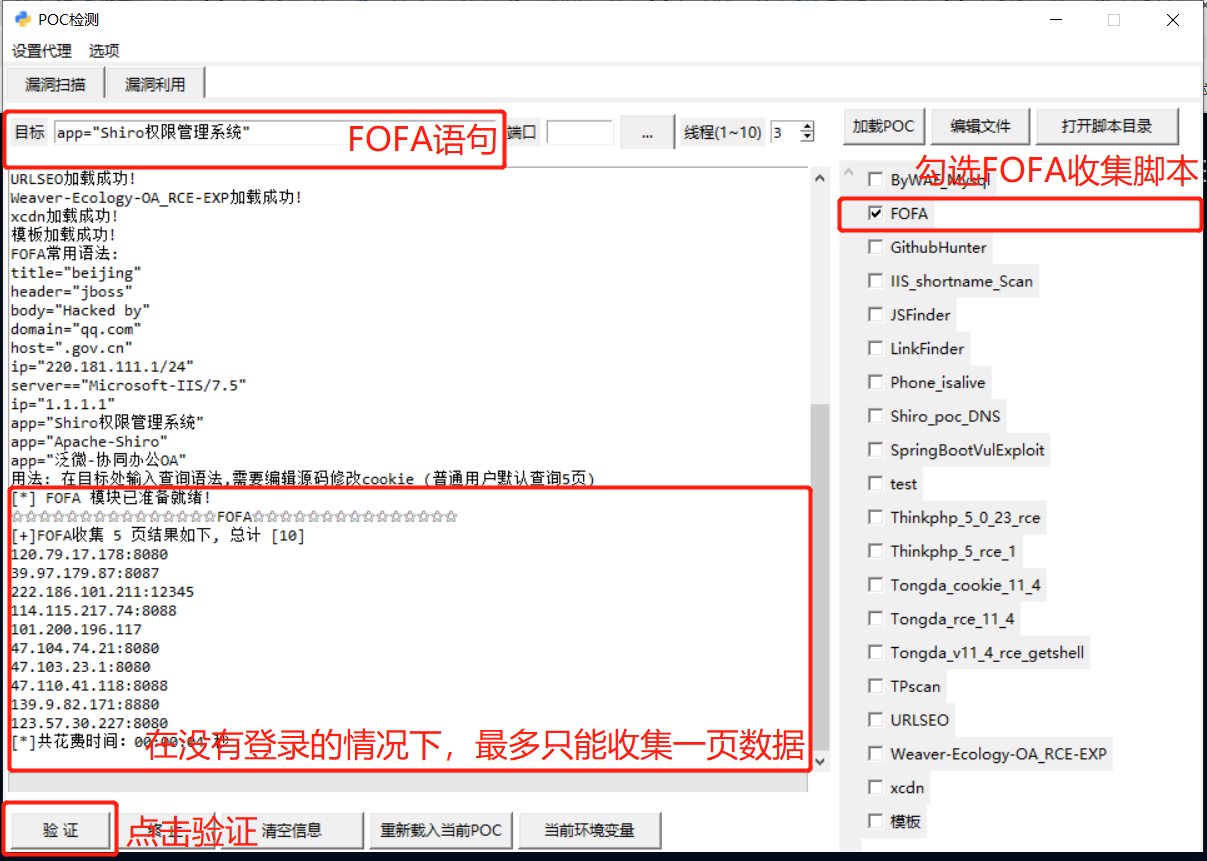 POC检测
设置代理 选项
漏洞扫描 漏洞利用
目标 app="Shiro权限管理系统" FOFA语句 端口 ... 线程(1~10) 3 加载POC 编辑文件 打开脚本目录
勾选FOFA收集脚本
URLSEO加载成功!
Weaver-Ecology-OA_RCE-EXP加载成功!
xcdn加载成功!
模板加载成功!
FOFA常用语法:
title="beijing"
header="jboss"
body="Hacked by"
domain="qq.com"
host=".gov.cn"
ip="220.181.111.1/24"
server=="Microsoft-IIS/7.5"
ip="1.1.1.1"
app="Shiro权限管理系统"
app="Apache-Shiro"
app="泛微-协同办公OA"
用法: 在目标处输入查询语法,需要编辑源码修改cookie (普通用户默认查询5页)
[*] FOFA 模块已准备就绪!
☆☆☆☆☆☆☆☆☆☆☆☆☆☆☆FOFA☆☆☆☆☆☆☆☆☆☆☆☆☆☆☆
[+]FOFA收集 5 页结果如下, 总计 [10]
120.79.17.178:8080
39.97.179.87:8087
222.186.101.211:12345
114.115.217.74:8088
101.200.196.117
47.104.74.21:8080
47.103.23.1:8080
47.110.41.118:8088
139.9.82.171:8880
123.57.30.227:8080
[*]共花费时间: 00:00:04 秒
在没有登录的情况下，最多只能收集一页数据
ByWAF_Mysql
FOFA
GithubHunter
IIS_shortname_Scan
JSFinder
LinkFinder
Phone_isalive
Shiro_poc_DNS
SpringBootVulExploit
test
Thinkphp_5_0_23_rce
Thinkphp_5_rce_1
Tongda_cookie_11_4
Tongda_rce_11_4
Tongda_v11_4_rce_getshell
TPscan
URLSEO
Weaver-Ecology-OA_RCE-EXP
xcdn
模板
验 证 点击验证 终 止 清空信息 重新载入当前POC 当前环境变量